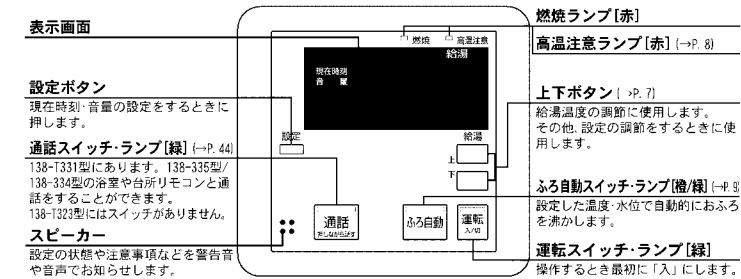 表示画面
設定ボタン
現在時刻・音量の設定をするときに
押します。
通話スイッチ・ランプ[緑](→P. 44)
138-T331型にあります。138-335型/
138-334型の浴室や台所リモコンと通
話をすることができます。
138-T323型にはスイッチがありません。
スピーカー
設定の状態や注意事項などを警告音
や音声でお知らせします。
燃焼 高温注意
給湯
現在時刻
音 量
設定
給湯
上
下
通話
押しながら話す
ふろ自動
運転
入/切
燃焼ランプ[赤]
高温注意ランプ[赤](→P. 8)
上下ボタン(→P. 7)
給湯温度の調節に使用します。
その他、設定の調節をするときに使
用します。
ふろ自動スイッチ・ランプ[橙/緑](→P. 9)
設定した温度・水位で自動的におふろ
を沸かします。
運転スイッチ・ランプ[緑]
操作するとき最初に「入」にします。